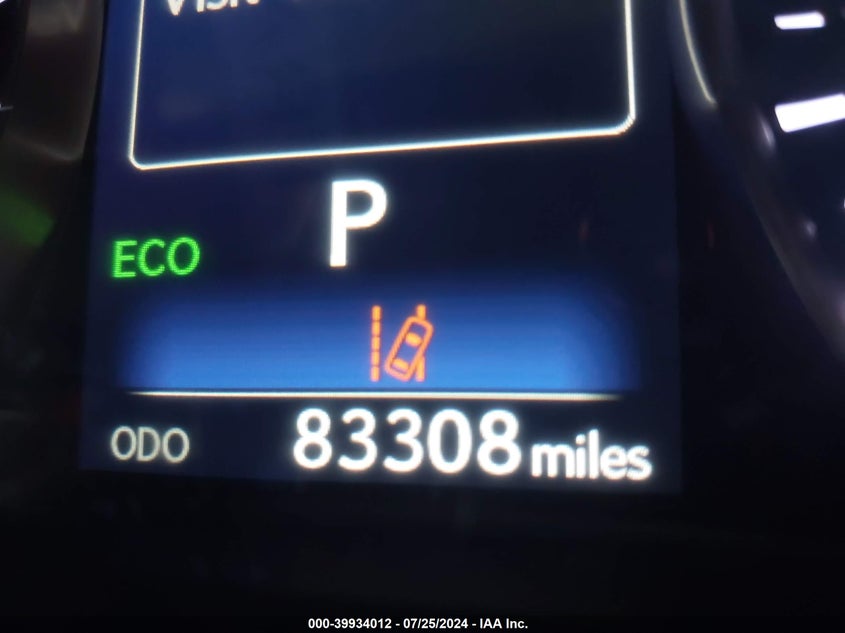 P
ECO
ODO 83308 miles
000-39934012 - 07/25/2024 - IAA Inc.